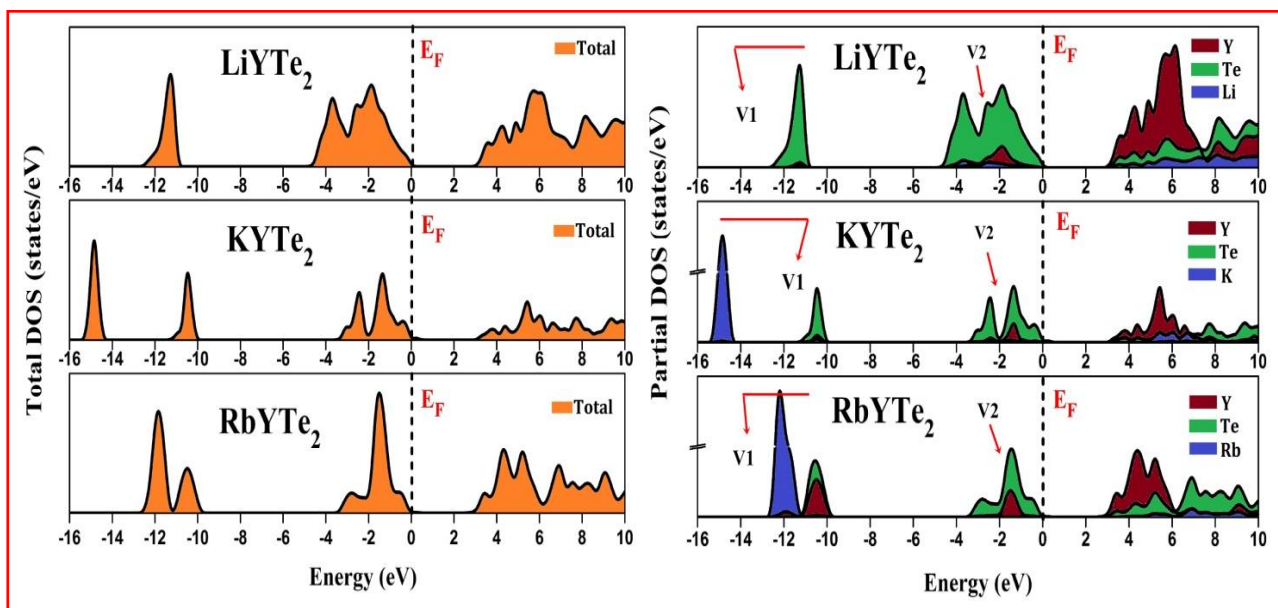 Total DOS (states/eV)
LiYTe2
E_F
Total
-16 -14 -12 -10 -8 -6 -4 -2 0 2 4 6 8 10
KYTe2
E_F
Total
-16 -14 -12 -10 -8 -6 -4 -2 0 2 4 6 8 10
RbYTe2
E_F
Total
-16 -14 -12 -10 -8 -6 -4 -2 0 2 4 6 8 10
Energy (eV)
Partial DOS (states/eV)
V1
LiYTe2
V2
E_F
Y
Te
Li
-16 -14 -12 -10 -8 -6 -4 -2 0 2 4 6 8 10
V1
KYTe2
V2
E_F
Y
Te
K
-16 -14 -12 -10 -8 -6 -4 -2 0 2 4 6 8 10
V1
RbYTe2
V2
E_F
Y
Te
Rb
-16 -14 -12 -10 -8 -6 -4 -2 0 2 4 6 8 10
Energy (eV)